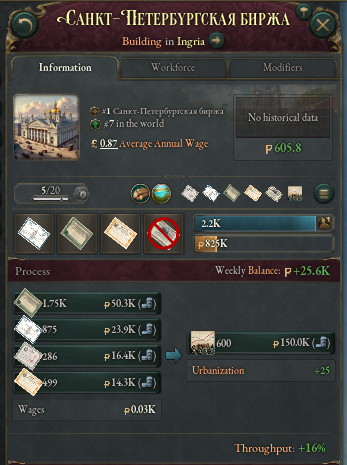 Санкт-Петербургская биржа
Building in Ingria
Information Workforce Modifiers
#1 Санкт-Петербургская биржа
#7 in the world
£ 0.87 Average Annual Wage
No historical data
₽ 605.8
5/20
2.2K
₽ 825K
Process Weekly Balance: ₽ +25.6K
1.75K ₽ 50.3K ( )
875 ₽ 23.9K ( )
286 ₽ 16.4K ( )
499 ₽ 14.3K ( )
600 ₽ 150.0K ( )
Urbanization +25
Wages ₽ 0.03K
Throughput: +16%